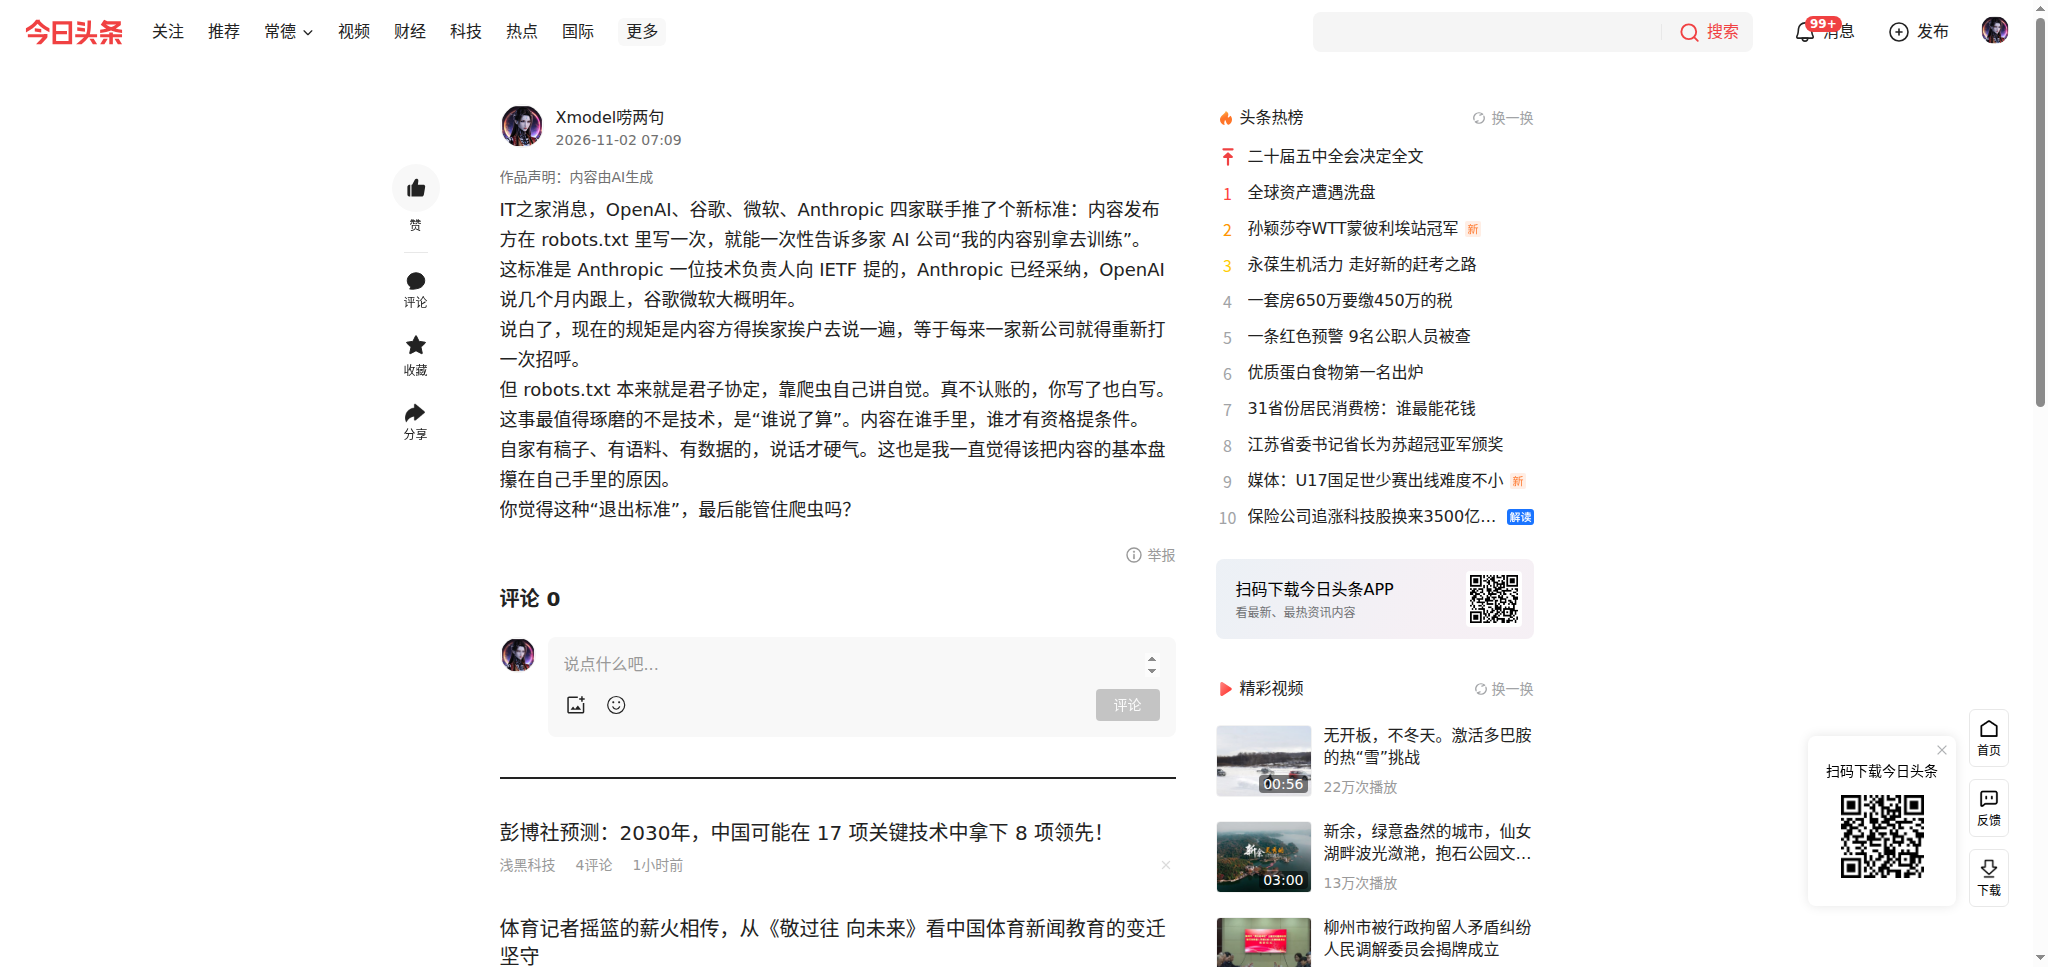 今日头条
关注
推荐
常德
视频
财经
科技
热点
国际
更多
搜索
99+
消息
发布
Xmodel唠两句
2026-11-02 07:09
作品声明：内容由AI生成
IT之家消息，OpenAI、谷歌、微软、Anthropic 四家联手推了个新标准：内容发布
方在 robots.txt 里写一次，就能一次性告诉多家 AI 公司“我的内容别拿去训练”。
这标准是 Anthropic 一位技术负责人向 IETF 提的，Anthropic 已经采纳，OpenAI
说几个月内跟上，谷歌微软大概明年。
说白了，现在的规矩是内容方得挨家挨户去说一遍，等于每来一家新公司就得重新打
一次招呼。
但 robots.txt 本来就是君子协定，靠爬虫自己讲自觉。真不认账的，你写了也白写。
这事最值得琢磨的不是技术，是“谁说了算”。内容在谁手里，谁才有资格提条件。
自家有稿子、有语料、有数据的，说话才硬气。这也是我一直觉得该把内容的基本盘
攥在自己手里的原因。
你觉得这种“退出标准”，最后能管住爬虫吗？
赞
评论
收藏
分享
举报
评论 0
说点什么吧...
评论
彭博社预测：2030年，中国可能在 17 项关键技术中拿下 8 项领先！
浅黑科技 4评论 1小时前
体育记者摇篮的薪火相传，从《敬过往 向未来》看中国体育新闻教育的变迁
坚守
头条热榜
换一换
二十届五中全会决定全文
1 全球资产遭遇洗盘
2 孙颖莎夺WTT蒙彼利埃站冠军 新
3 永葆生机活力 走好新的赶考之路
4 一套房650万要缴450万的税
5 一条红色预警 9名公职人员被查
6 优质蛋白食物第一名出炉
7 31省份居民消费榜：谁最能花钱
8 江苏省委书记省长为苏超冠亚军颁奖
9 媒体：U17国足世少赛出线难度不小 新
10 保险公司追涨科技股换来3500亿... 解读
扫码下载今日头条APP
看最新、最热资讯内容
精彩视频
换一换
无开板，不冬天。激活多巴胺
的热“雪”挑战
00:56
22万次播放
新余，绿意盎然的城市，仙女
湖畔波光潋滟，抱石公园文...
03:00
13万次播放
柳州市被行政拘留人矛盾纠纷
人民调解委员会揭牌成立
扫码下载今日头条
首页
反馈
下载